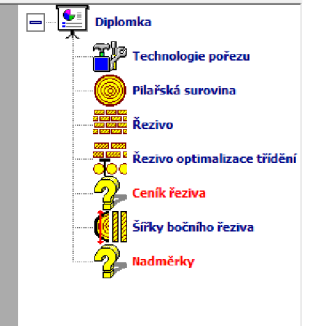 Diplomka
Technologie pořezu
Pilařská surovina
Řezivo
Řezivo optimalizace třídění
Ceník řeziva
Šířky bočního řeziva
Nadměrky